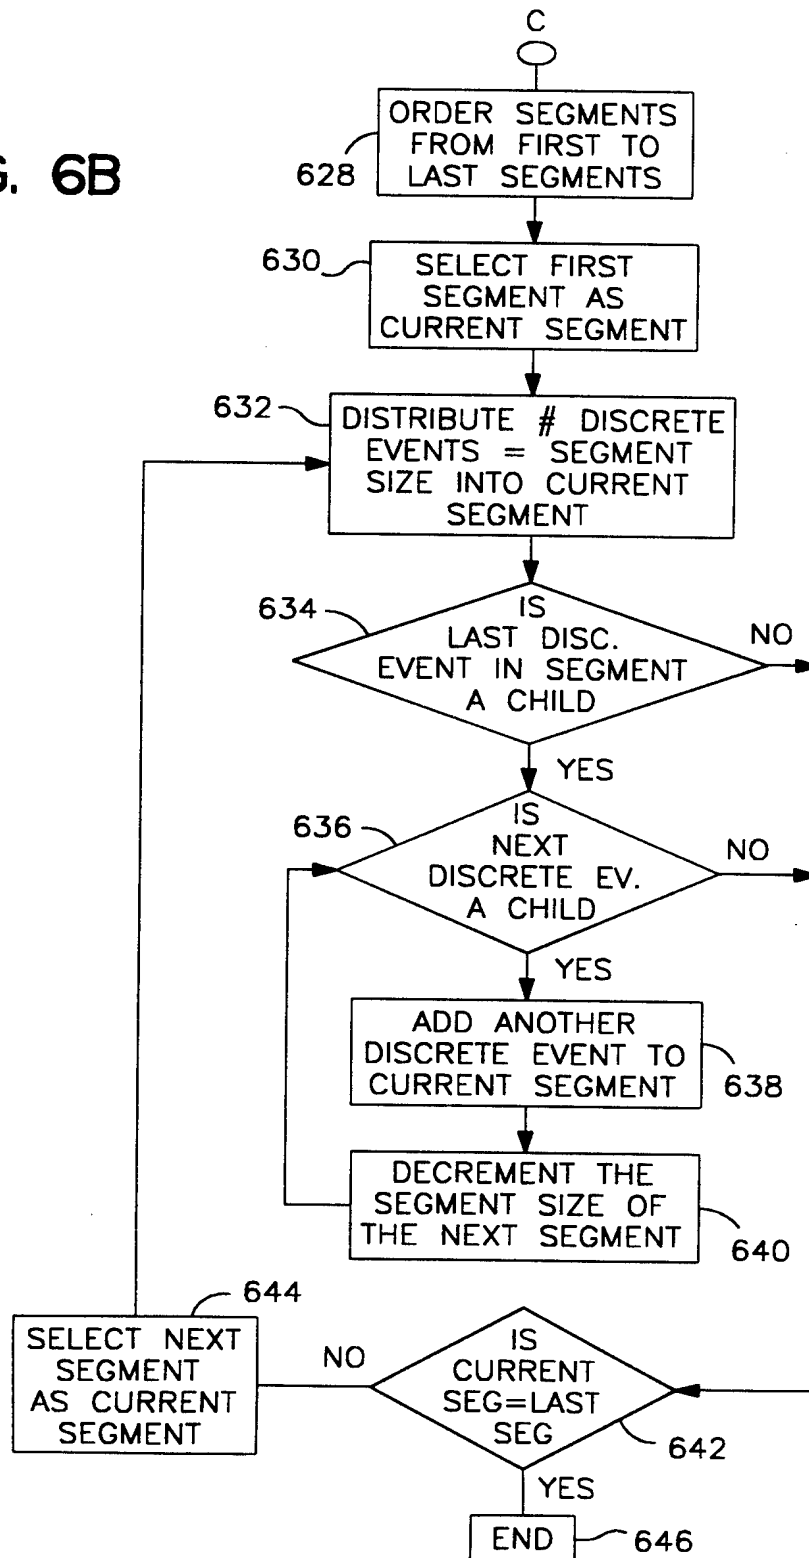 C
ORDER SEGMENTS
FROM FIRST TO
LAST SEGMENTS
628
G. 6B
630
SELECT FIRST
SEGMENT AS
CURRENT SEGMENT
632
DISTRIBUTE # DISCRETE
EVENTS = SEGMENT
SIZE INTO CURRENT
SEGMENT
634
IS
LAST DISC.
EVENT IN SEGMENT
A CHILD
NO
YES
636
IS
NEXT
DISCRETE EV.
A CHILD
NO
YES
ADD ANOTHER
DISCRETE EVENT TO
CURRENT SEGMENT
638
DECREMENT THE
SEGMENT SIZE OF
THE NEXT SEGMENT
640
644
SELECT NEXT
SEGMENT
AS CURRENT
SEGMENT
NO
IS
CURRENT
SEG=LAST
SEG
642
YES
END
646